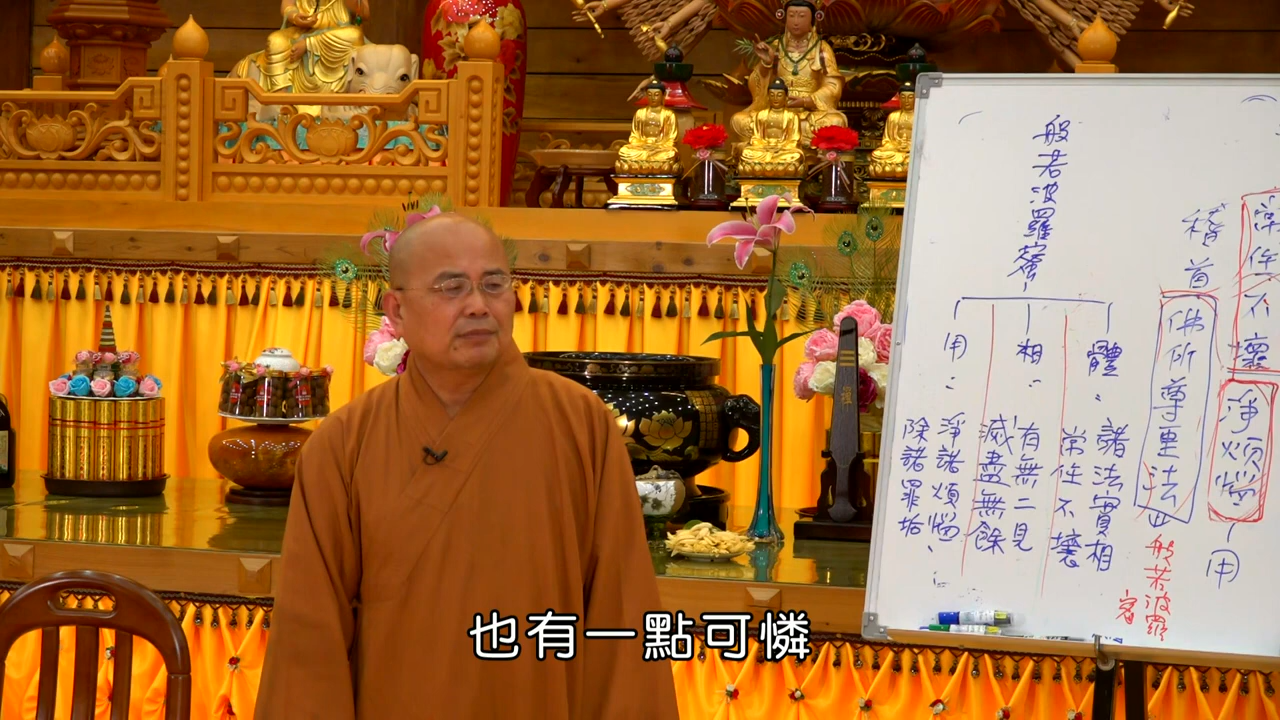 常住不壞
淨煩惱
用
稽首
佛所尊重法
般若波羅
密
般若波羅蜜
體：諸法實相
常住不壞
相：有無二見
滅盡無餘
用：淨諸煩惱、
除諸罪垢
禪
也有一點可憐